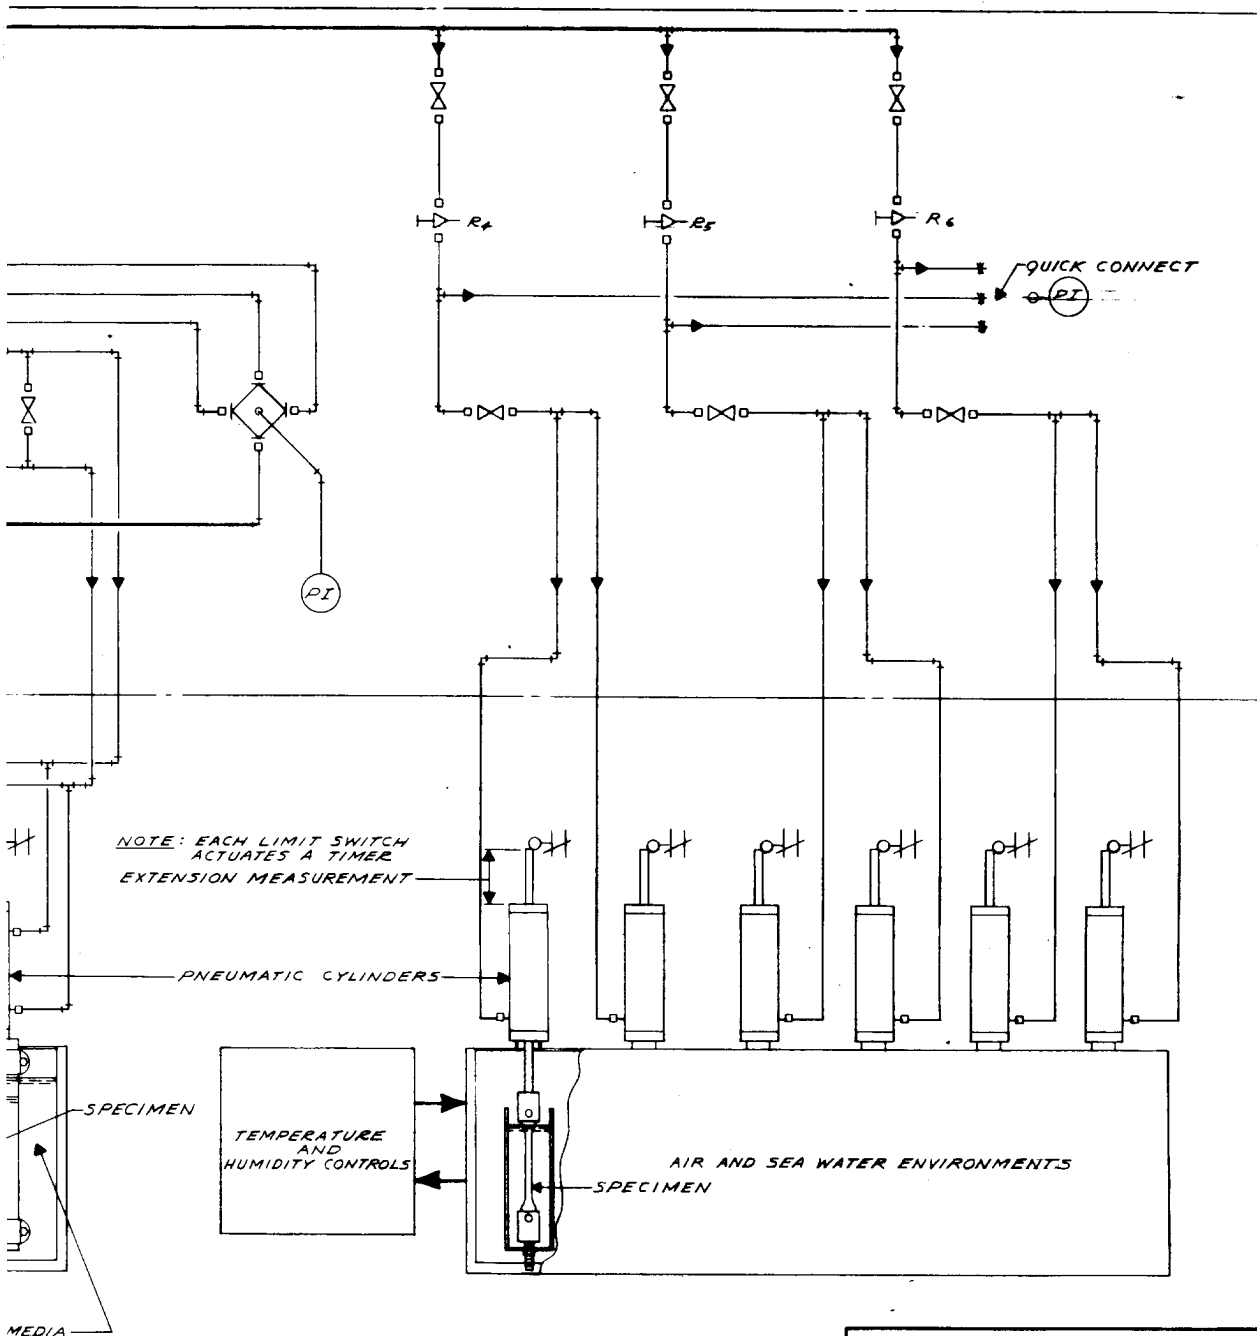 R4
R5
R6
QUICK CONNECT
PI
PI
NOTE: EACH LIMIT SWITCH
ACTUATES A TIMER
EXTENSION MEASUREMENT
PNEUMATIC CYLINDERS
SPECIMEN
TEMPERATURE
AND
HUMIDITY CONTROLS
AIR AND SEA WATER ENVIRONMENTS
SPECIMEN
MEDIA